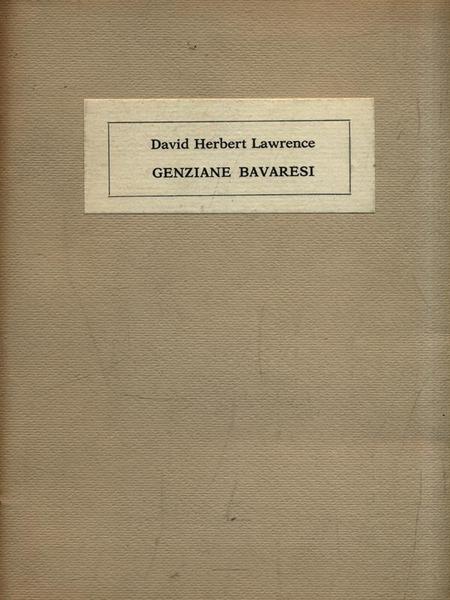 David Herbert Lawrence
GENZIANE BAVARESI